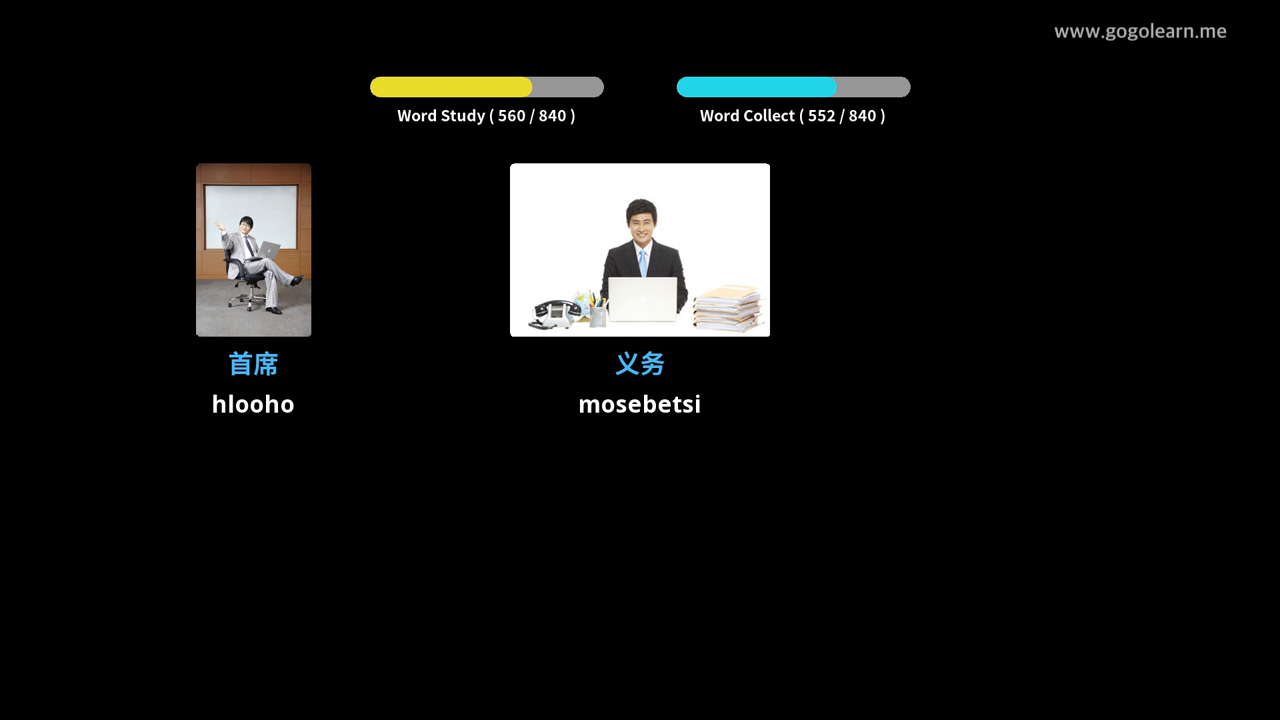 www.gogolearn.me
Word Study ( 560 / 840 )
Word Collect ( 552 / 840 )
首席
hlooho
义务
mosebetsi